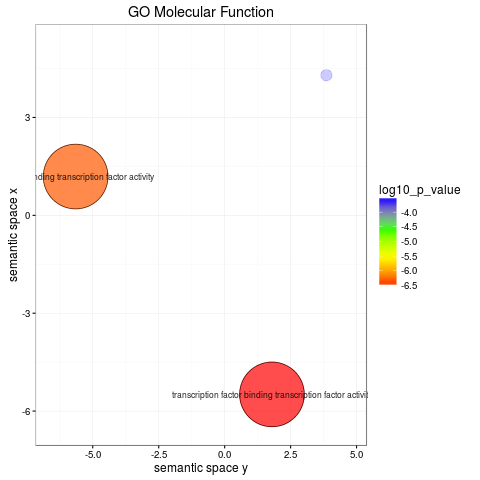 GO Molecular Function
semantic space x
3
0
-3
-6
nding transcription factor activity
transcription factor binding transcription factor activit
-5.0
-2.5
0.0
2.5
5.0
semantic space y
log10_p_value
-4.0
-4.5
-5.0
-5.5
-6.0
-6.5